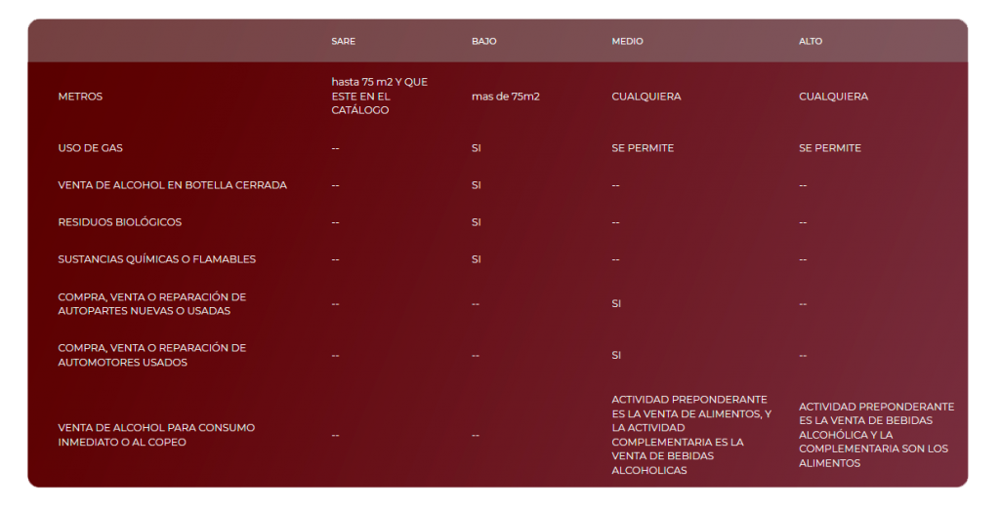 SARE BAJO MEDIO ALTO
METROS
hasta 75 m2 Y QUE
ESTE EN EL
CATÁLOGO
mas de 75m2
CUALQUIERA
CUALQUIERA
USO DE GAS -- SI SE PERMITE SE PERMITE
VENTA DE ALCOHOL EN BOTELLA CERRADA -- SI -- --
RESIDUOS BIOLÓGICOS -- SI -- --
SUSTANCIAS QUÍMICAS O FLAMABLES -- SI -- --
COMPRA, VENTA O REPARACIÓN DE
AUTOPARTES NUEVAS O USADAS
-- -- SI --
COMPRA, VENTA O REPARACIÓN DE
AUTOMOTORES USADOS
-- -- SI --
VENTA DE ALCOHOL PARA CONSUMO
INMEDIATO O AL COPEO
-- --
ACTIVIDAD PREPONDERANTE
ES LA VENTA DE ALIMENTOS, Y
LA ACTIVIDAD
COMPLEMENTARIA ES LA
VENTA DE BEBIDAS
ALCOHOLICAS
ACTIVIDAD PREPONDERANTE
ES LA VENTA DE BEBIDAS
ALCOHÓLICA Y LA
COMPLEMENTARIA SON LOS
ALIMENTOS